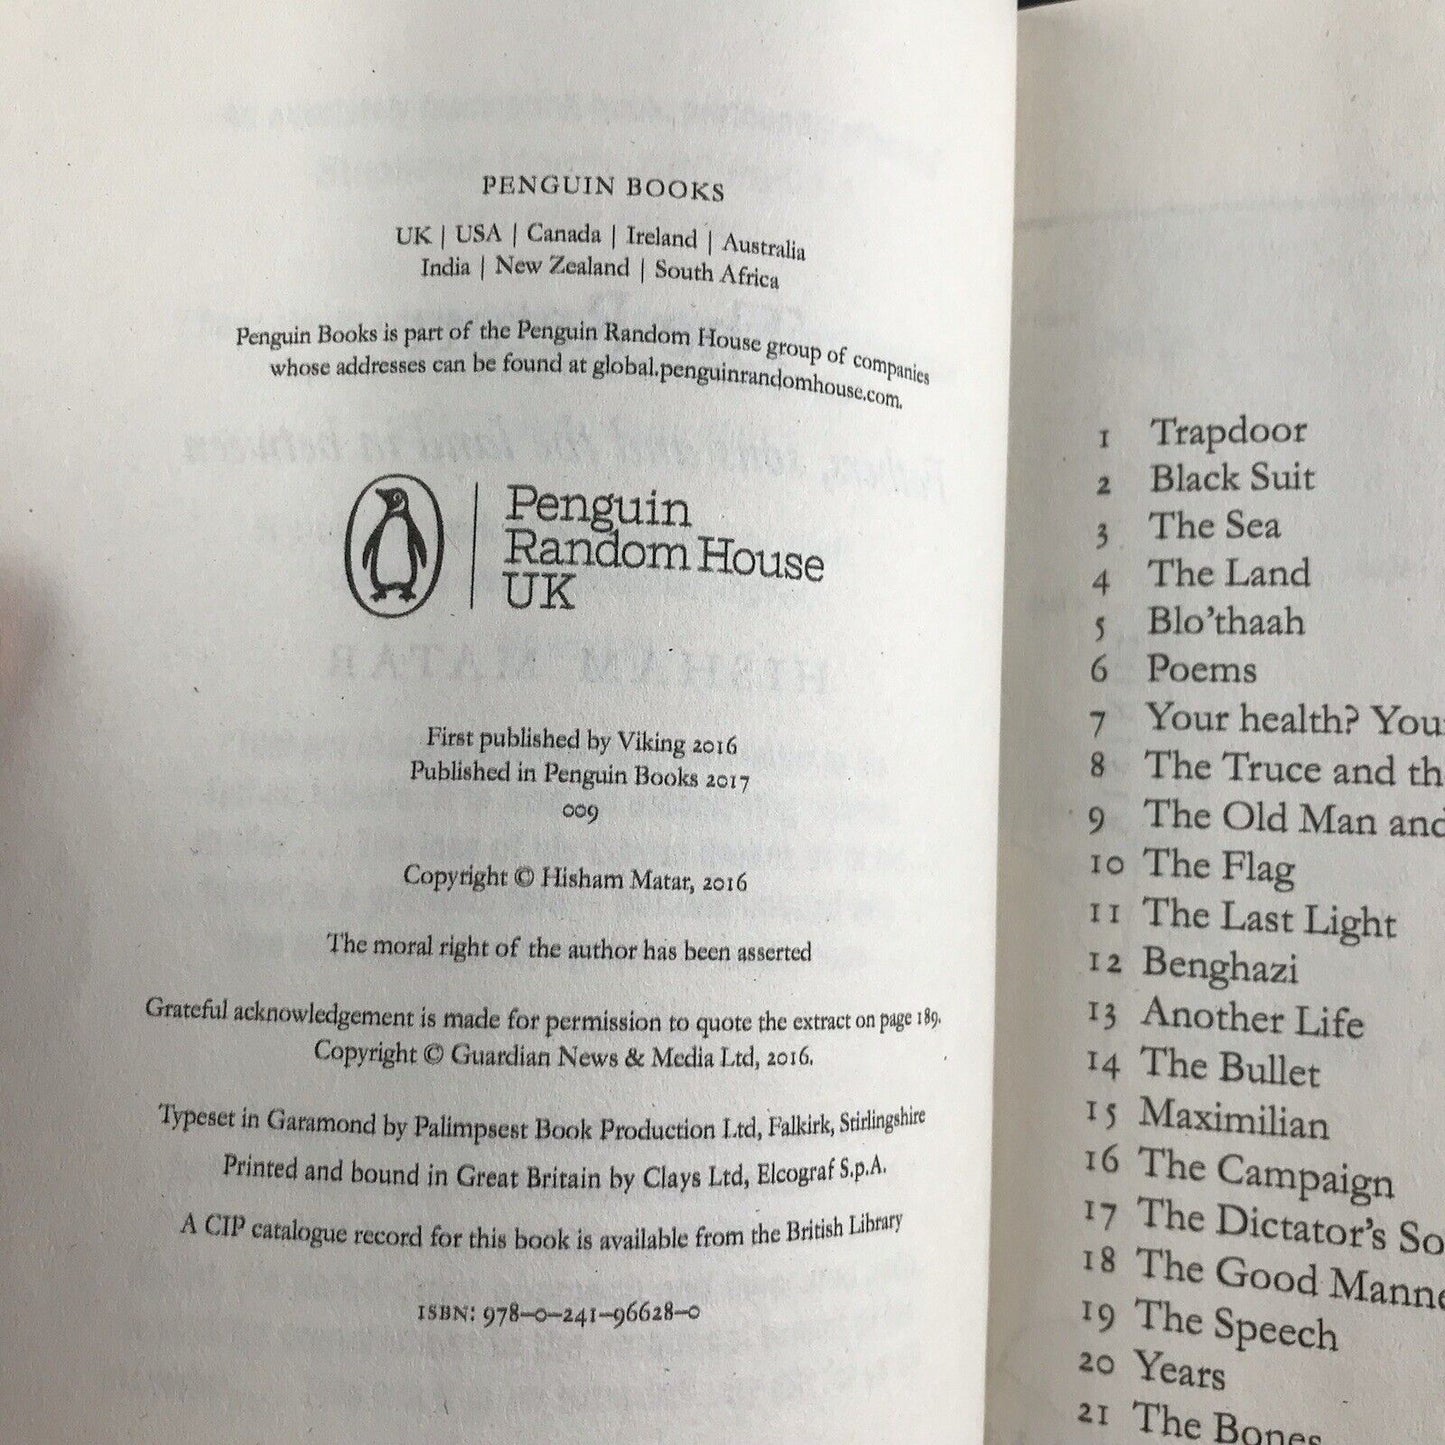 PENGUIN BOOKS
UK | USA | Canada | Ireland | Australia
India | New Zealand | South Africa
Penguin Books is part of the Penguin Random House group of companies
whose addresses can be found at global.penguinrandomhouse.com.
Penguin
Random House
UK
First published by Viking 2016
Published in Penguin Books 2017
009
Copyright © Hisham Matar, 2016
The moral right of the author has been asserted
Grateful acknowledgement is made for permission to quote the extract on page 189.
Copyright © Guardian News & Media Ltd, 2016.
Typeset in Garamond by Palimpsest Book Production Ltd, Falkirk, Stirlingshire
Printed and bound in Great Britain by Clays Ltd, Elcograf S.p.A.
A CIP catalogue record for this book is available from the British Library
ISBN: 978–0–241–96628–0
1 Trapdoor
2 Black Suit
3 The Sea
4 The Land
5 Blo'thaah
6 Poems
7 Your health? You
8 The Truce and th
9 The Old Man and
10 The Flag
11 The Last Light
12 Benghazi
13 Another Life
14 The Bullet
15 Maximilian
16 The Campaign
17 The Dictator's So
18 The Good Manne
19 The Speech
20 Years
21 The Bones